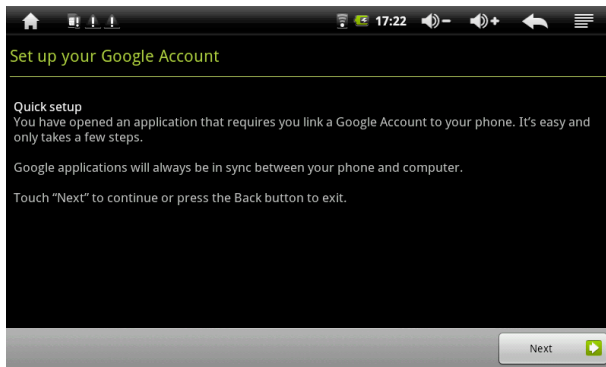 17:22
Set up your Google Account
Quick setup
You have opened an application that requires you link a Google Account to your phone. It’s easy and
only takes a few steps.
Google applications will always be in sync between your phone and computer.
Touch “Next” to continue or press the Back button to exit.
Next